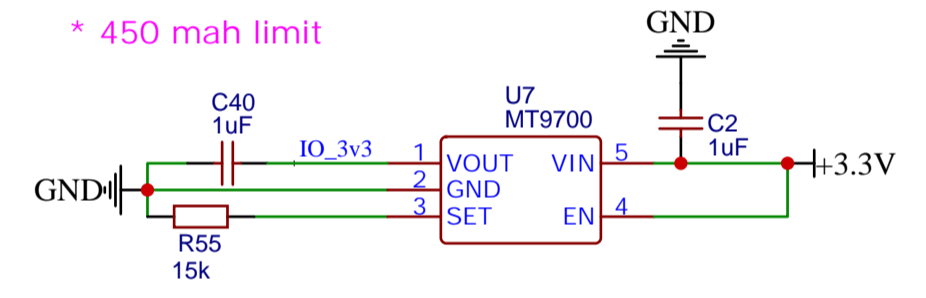 * 450 mah limit
GND
U7
MT9700
C40
1uF
C2
1uF
IO_3v3
1
VOUT
VIN
5
+3.3V
GND
2
GND
3
SET
EN
4
R55
15k